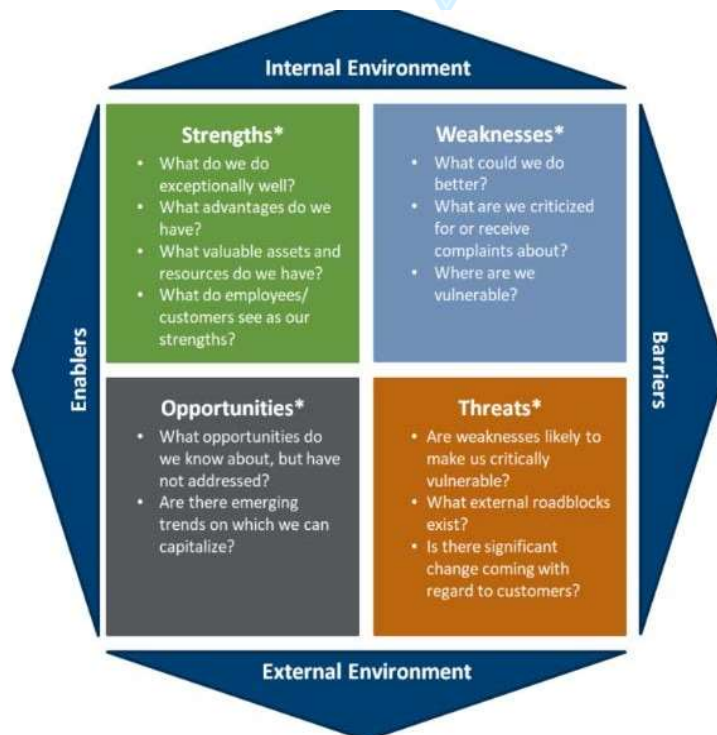 Internal Environment
Strengths*
• What do we do
exceptionally well?
• What advantages do we
have?
• What valuable assets and
resources do we have?
• What do employees/
customers see as our
strengths?
Weaknesses*
• What could we do
better?
• What are we criticized
for or receive
complaints about?
• Where are we
vulnerable?
Enablers
Barriers
Opportunities*
• What opportunities do
we know about, but have
not addressed?
• Are there emerging
trends on which we can
capitalize?
Threats*
• Are weaknesses likely to
make us critically
vulnerable?
• What external roadblocks
exist?
• Is there significant
change coming with
regard to customers?
External Environment